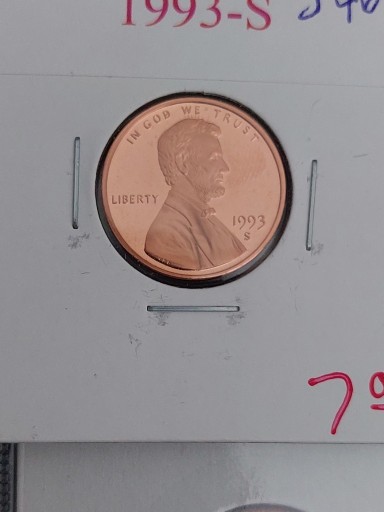 1993-S
IN GOD WE TRUST
LIBERTY
1993
S